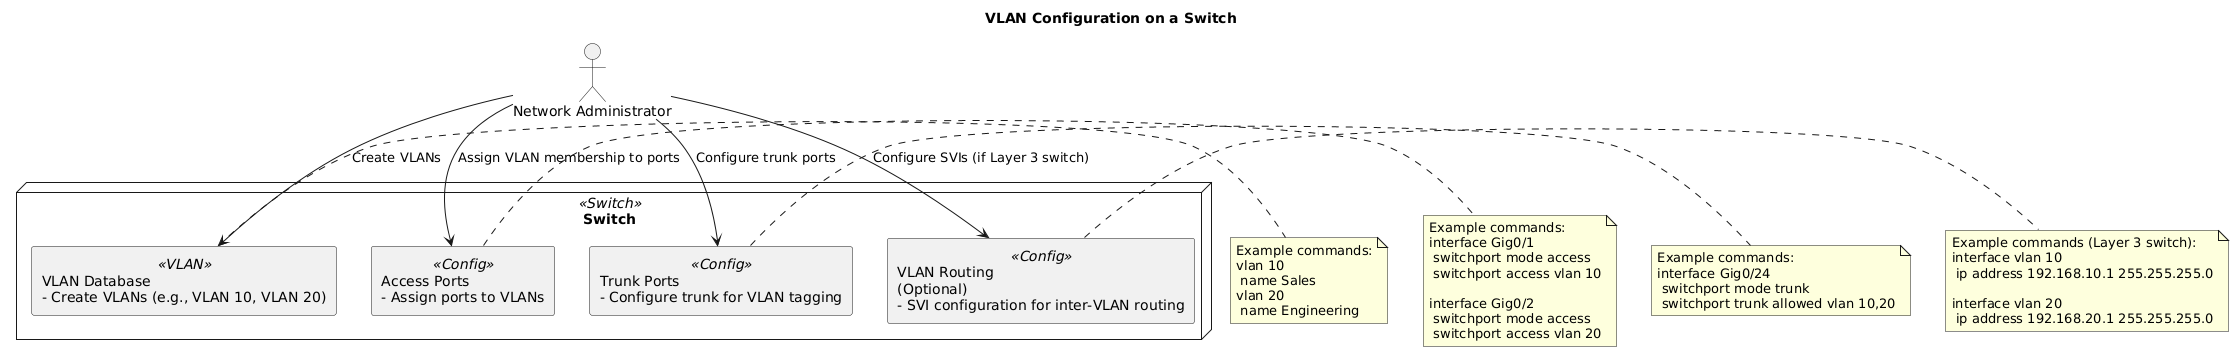 VLAN Configuration on a Switch
Network Administrator
Create VLANs
Assign VLAN membership to ports
Configure trunk ports
Configure SVIs (if Layer 3 switch)
«Switch»
Switch
«VLAN»
VLAN Database
- Create VLANs (e.g., VLAN 10, VLAN 20)
«Config»
Access Ports
- Assign ports to VLANs
«Config»
Trunk Ports
- Configure trunk for VLAN tagging
«Config»
VLAN Routing
(Optional)
- SVI configuration for inter-VLAN routing
Example commands:
vlan 10
name Sales
vlan 20
name Engineering
Example commands:
interface Gig0/1
switchport mode access
switchport access vlan 10
interface Gig0/2
switchport mode access
switchport access vlan 20
Example commands:
interface Gig0/24
switchport mode trunk
switchport trunk allowed vlan 10,20
Example commands (Layer 3 switch):
interface vlan 10
ip address 192.168.10.1 255.255.255.0
interface vlan 20
ip address 192.168.20.1 255.255.255.0